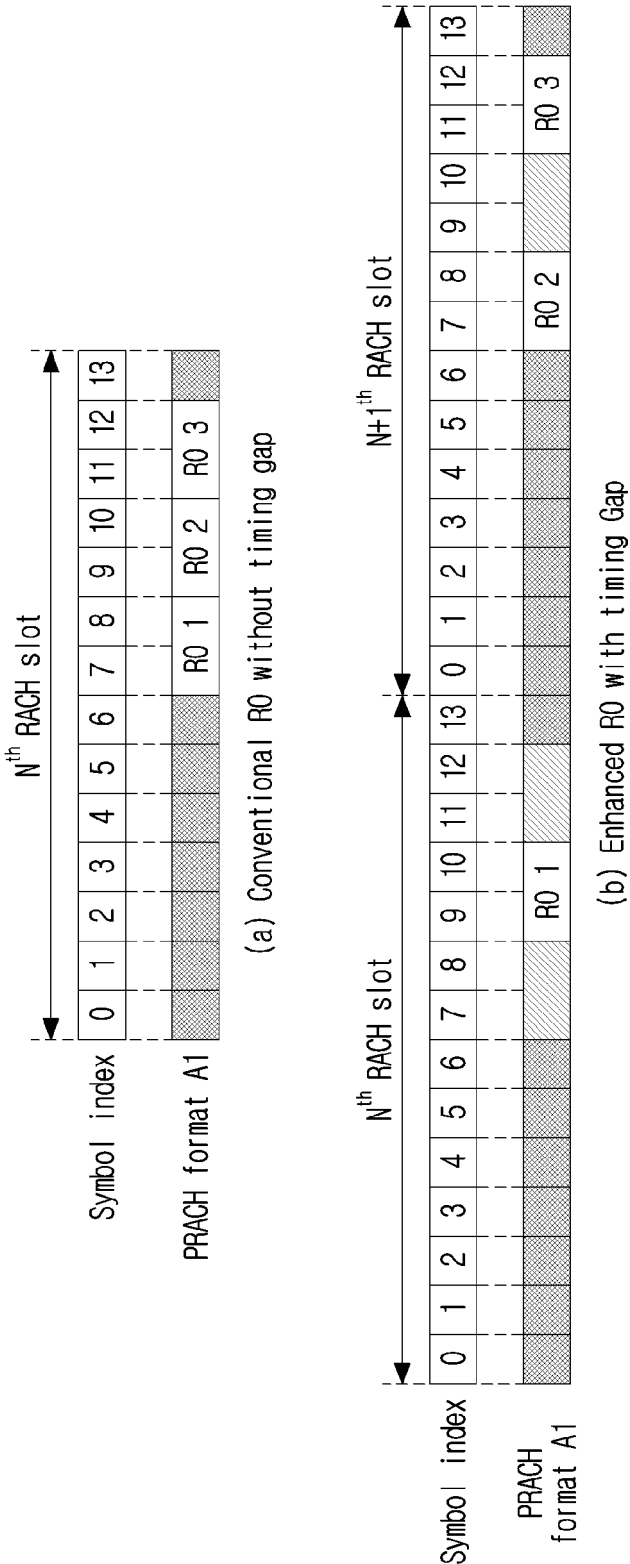 Nth RACH slot
Symbol index 0 1 2 3 4 5 6 7 8 9 10 11 12 13
PRACH format A1 RO 1 RO 2 RO 3
(a) Conventional RO without timing gap
Nth RACH slot N+1th RACH slot
Symbol index 0 1 2 3 4 5 6 7 8 9 10 11 12 13 0 1 2 3 4 5 6 7 8 9 10 11 12 13
PRACH
format A1 RO 1 RO 2 RO 3
(b) Enhanced RO with timing Gap